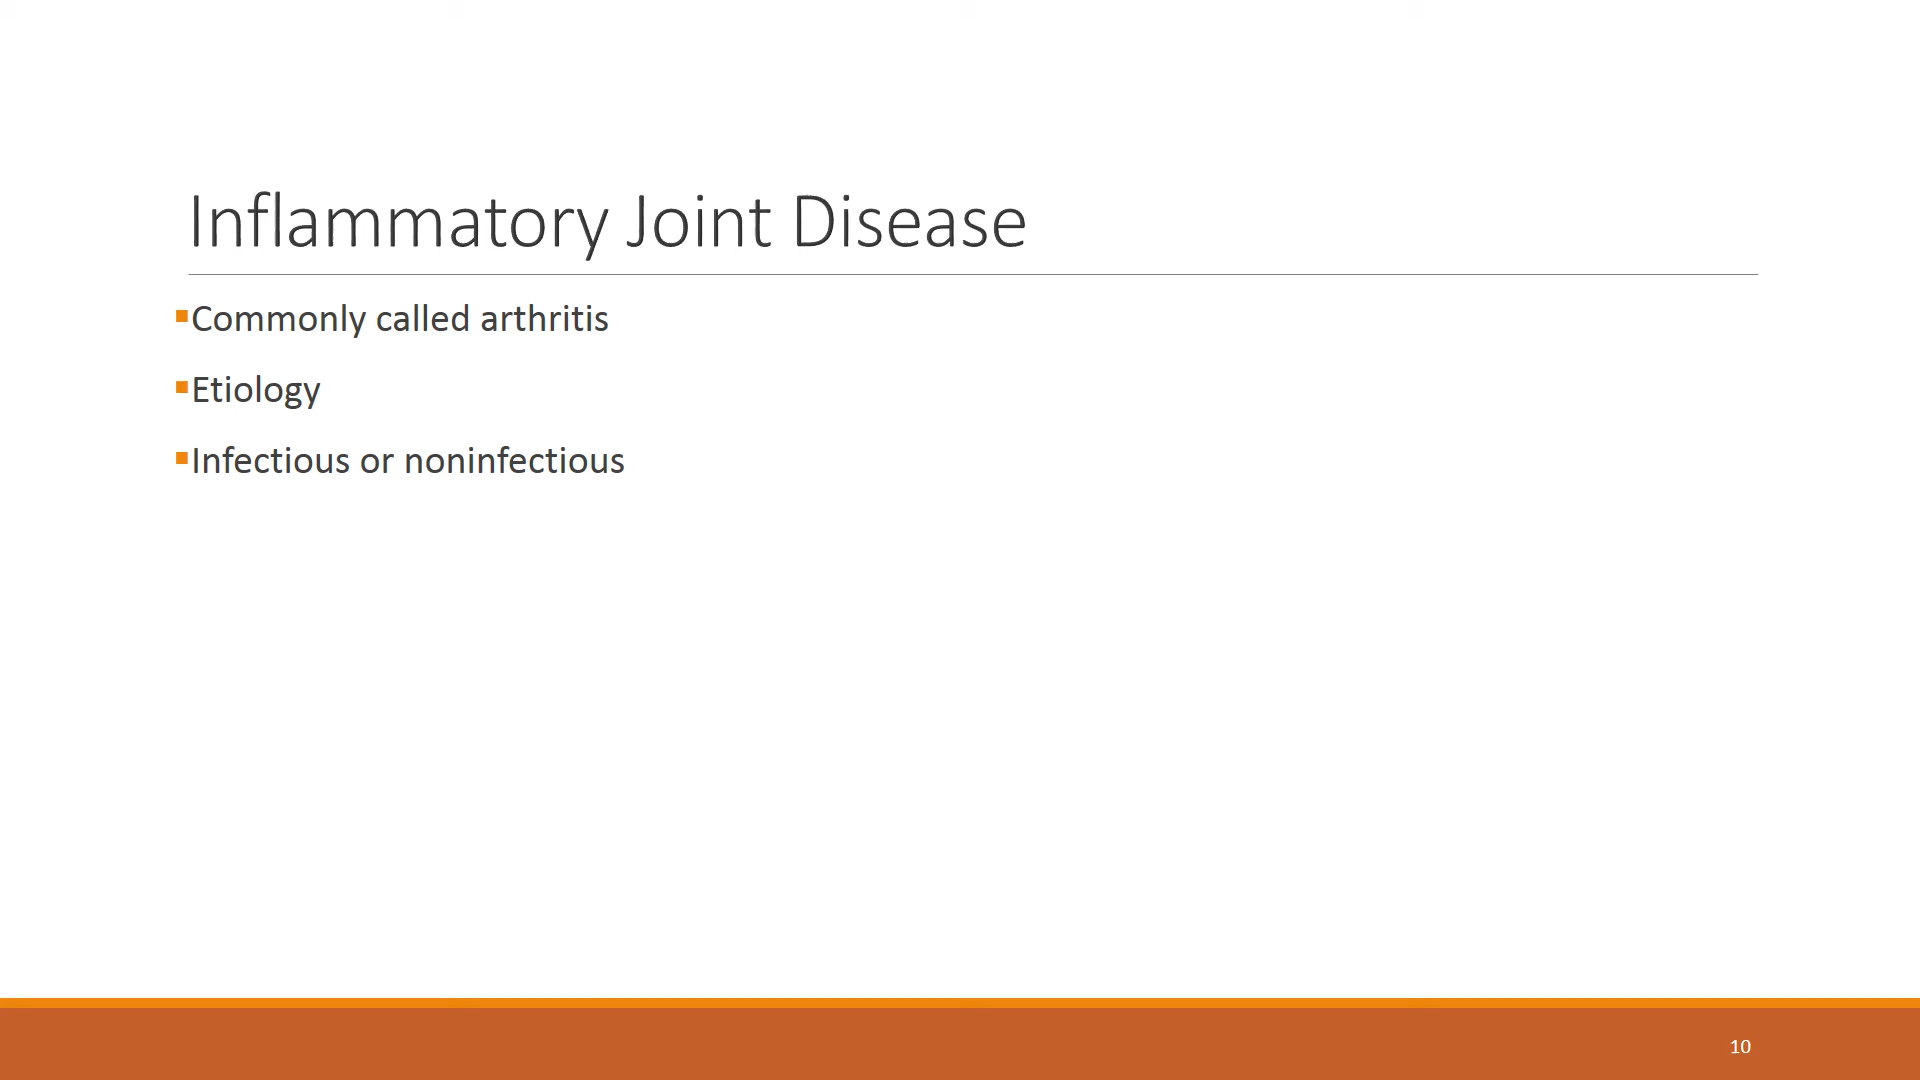 Inflammatory Joint Disease
▪Commonly called arthritis
▪Etiology
▪Infectious or noninfectious
10